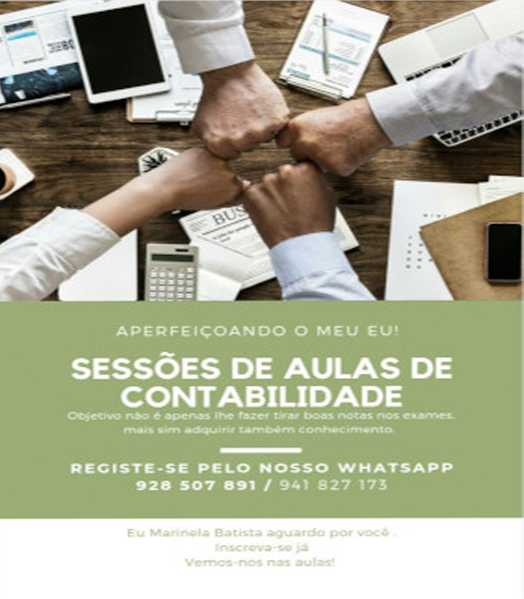 BUS
APERFEIÇOANDO O MEU EU!
SESSÕES DE AULAS DE
CONTABILIDADE
Objetivo não é apenas lhe fazer tirar boas notas nos exames,
mais sim adquirir também conhecimento.
REGISTE-SE PELO NOSSO WHATSAPP
928 507 891 / 941 827 173
Eu Marinela Batista aguardo por você .
Inscreva-se já
Vemos-nos nas aulas!